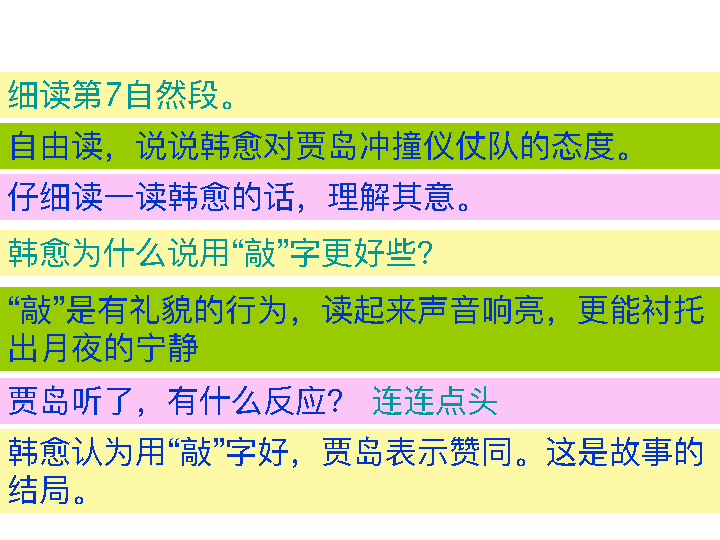 细读第7自然段。
自由读，说说韩愈对贾岛冲撞仪仗队的态度。
仔细读一读韩愈的话，理解其意。
韩愈为什么说用“敲”字更好些？
“敲”是有礼貌的行为，读起来声音响亮，更能衬托
出月夜的宁静
贾岛听了，有什么反应？ 连连点头
韩愈认为用“敲”字好，贾岛表示赞同。这是故事的
结局。